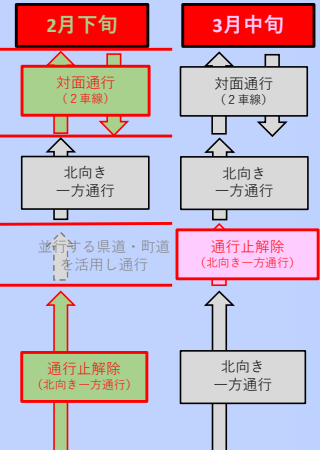 2月下旬
対面通行
（２車線）
北向き
一方通行
並行する県道・町道
を活用し通行
通行止解除
（北向き一方通行）
3月中旬
対面通行
（２車線）
北向き
一方通行
通行止解除
（北向き一方通行）
北向き
一方通行